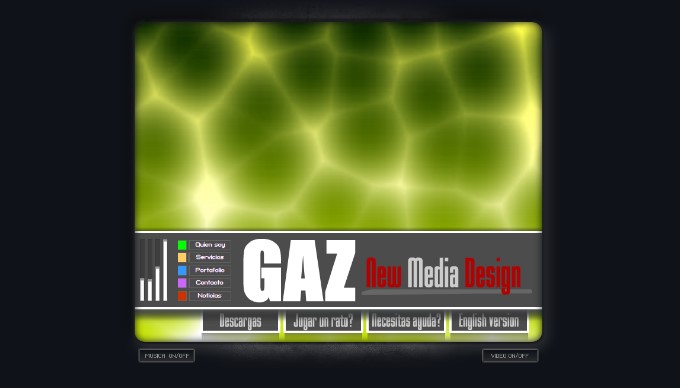 Quien soy
Servicios
Portafolio
Contacto
Noticias
GAZ
New Media Design
Descargas
Jugar un rato?
Necesitas ayuda?
English version
MUSICA ON/OFF
VIDEO ON/OFF